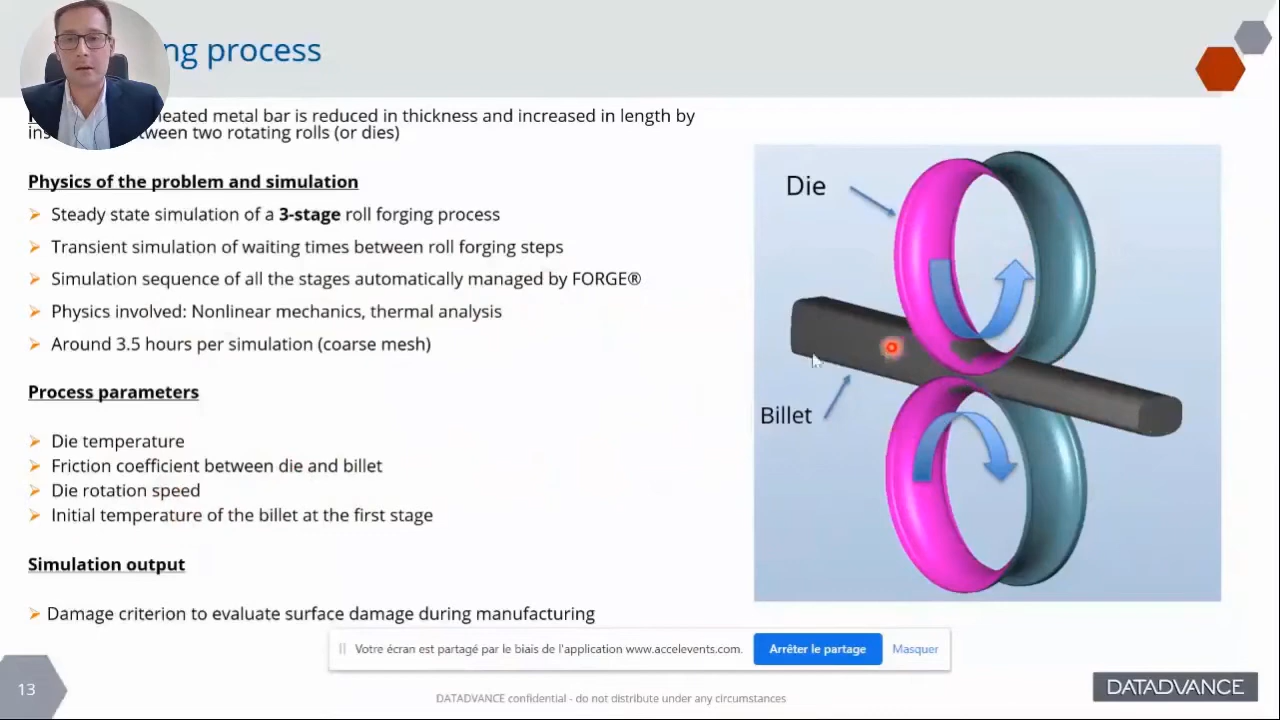 ng process
heated metal bar is reduced in thickness and increased in length by
between two rotating rolls (or dies)
Physics of the problem and simulation
➤ Steady state simulation of a 3-stage roll forging process
➤ Transient simulation of waiting times between roll forging steps
➤ Simulation sequence of all the stages automatically managed by FORGE®
➤ Physics involved: Nonlinear mechanics, thermal analysis
➤ Around 3.5 hours per simulation (coarse mesh)
Process parameters
➤ Die temperature
➤ Friction coefficient between die and billet
➤ Die rotation speed
➤ Initial temperature of the billet at the first stage
Simulation output
➤ Damage criterion to evaluate surface damage during manufacturing
Die
Billet
Votre écran est partagé par le biais de l'application www.accelevents.com.
Arrêter le partage
Masquer
13
DATADVANCE confidential - do not distribute under any circumstances
DATADVANCE